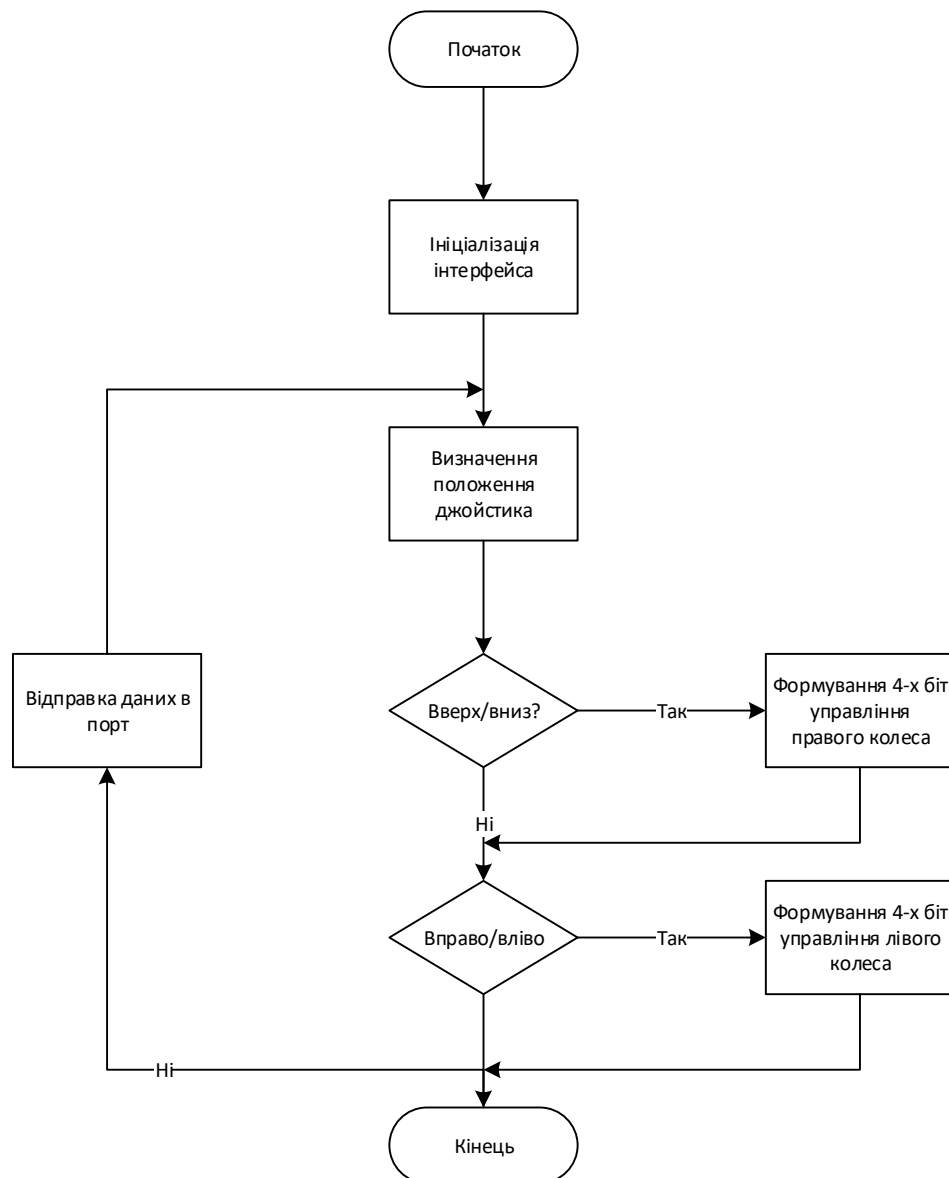 Початок
Ініціалізація
інтерфейса
Визначення
положення
джойстика
Відправка даних в
порт
Вверх/вниз?
Так
Формування 4-х біт
управління
правого колеса
Ні
Вправо/вліво
Так
Формування 4-х біт
управління лівого
колеса
Ні
Кінець